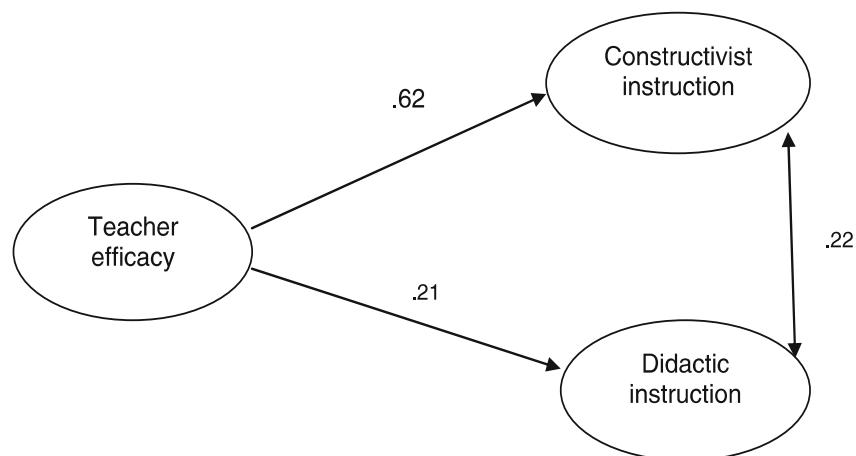 Constructivist
instruction
.62
Teacher
efficacy
.22
.21
Didactic
instruction